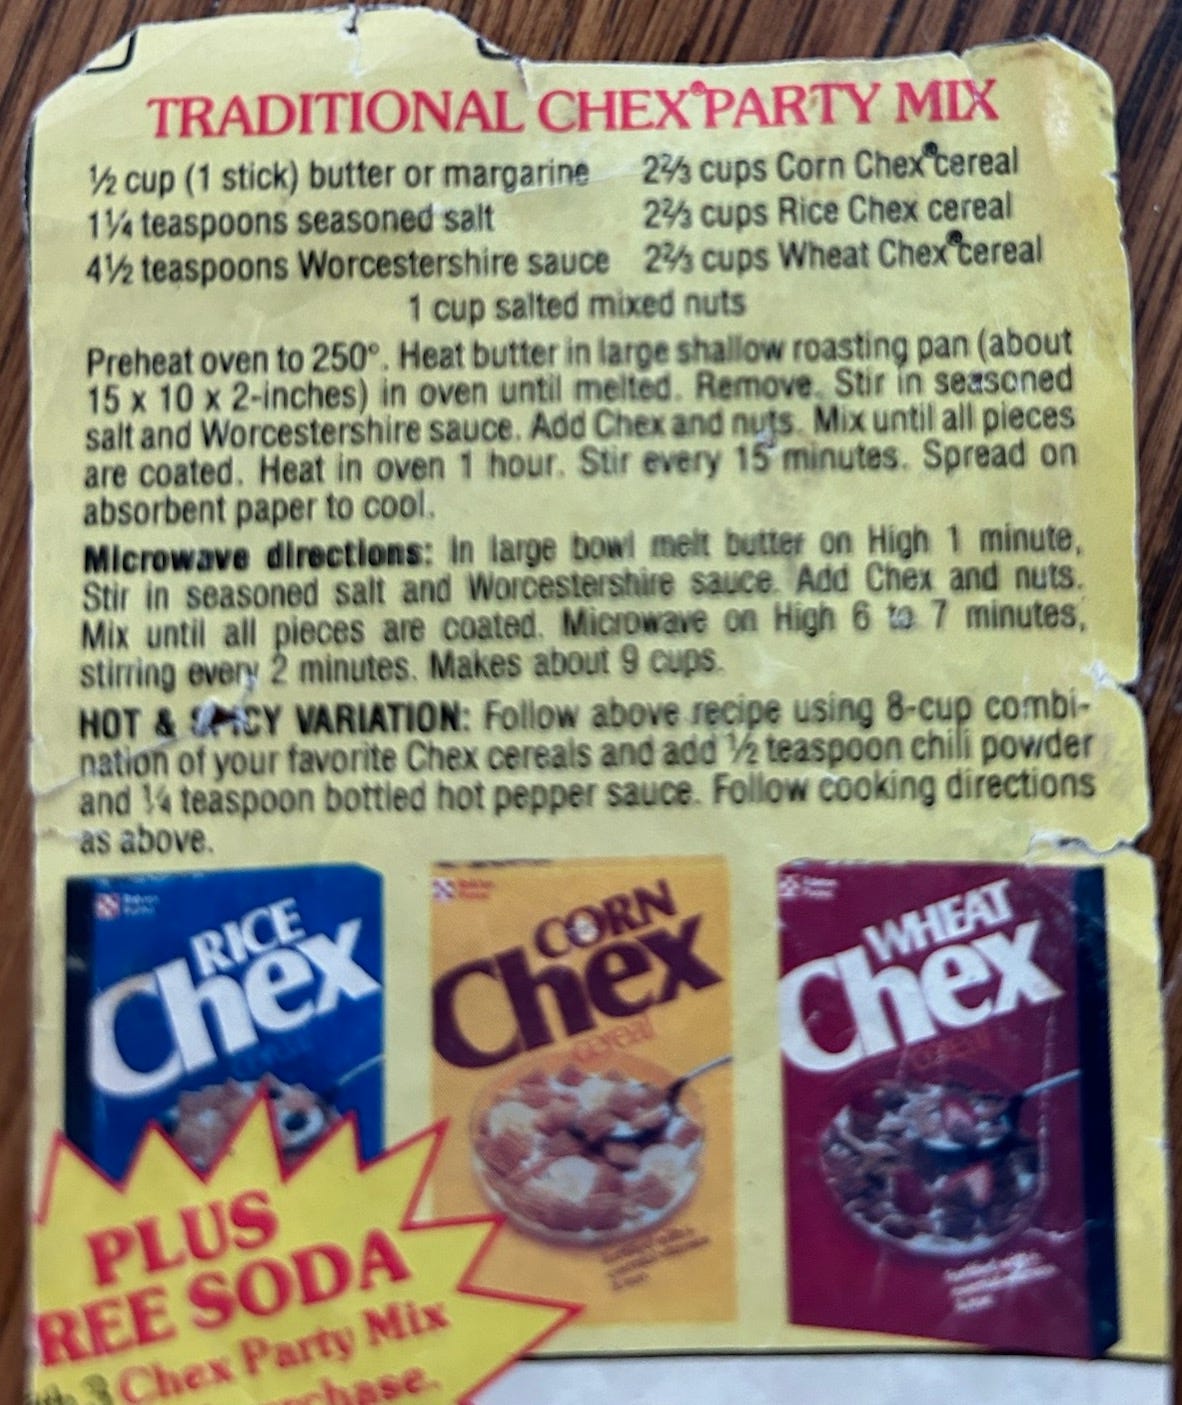 TRADITIONAL CHEX® PARTY MIX
½ cup (1 stick) butter or margarine
1¼ teaspoons seasoned salt
4½ teaspoons Worcestershire sauce
2⅔ cups Corn Chex® cereal
2⅔ cups Rice Chex cereal
2⅔ cups Wheat Chex® cereal
1 cup salted mixed nuts
Preheat oven to 250°. Heat butter in large shallow roasting pan (about
15 x 10 x 2-inches) in oven until melted. Remove. Stir in seasoned
salt and Worcestershire sauce. Add Chex and nuts. Mix until all pieces
are coated. Heat in oven 1 hour. Stir every 15 minutes. Spread on
absorbent paper to cool.
Microwave directions: In large bowl melt butter on High 1 minute,
Stir in seasoned salt and Worcestershire sauce. Add Chex and nuts.
Mix until all pieces are coated. Microwave on High 6 to 7 minutes,
stirring every 2 minutes. Makes about 9 cups.
HOT & SPICY VARIATION: Follow above recipe using 8-cup combi-
nation of your favorite Chex cereals and add ½ teaspoon chili powder
and ¼ teaspoon bottled hot pepper sauce. Follow cooking directions
as above.
RICE
Chex
CORN
Chex
cereal
WHEAT
Chex
cereal
PLUS
REE SODA
3 Chex Party Mix
rchase.